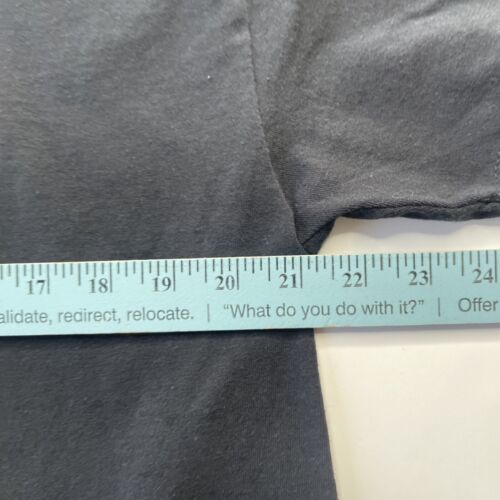 17 18 19 20 21 22 23 24
alidate, redirect, relocate. | "What do you do with it?" | Offer